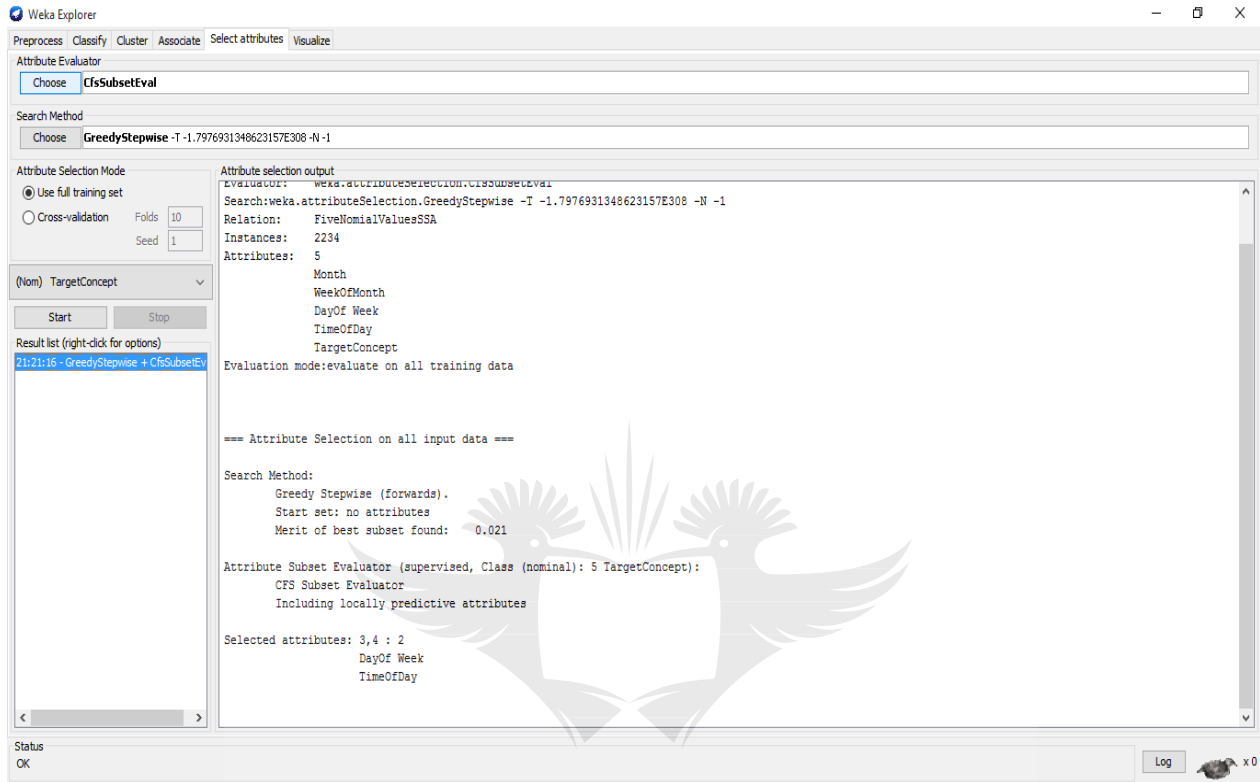 Weka Explorer
Preprocess Classify Cluster Associate Select attributes Visualize
Attribute Evaluator
Choose CfsSubsetEval
Search Method
Choose GreedyStepwise -T -1.7976931348623157E308 -N -1
Attribute Selection Mode
Use full training set
Cross-validation Folds 10
Seed 1
(Nom) TargetConcept
Start Stop
Result list (right-click for options)
21:21:16 - GreedyStepwise + CfsSubsetEv
Attribute selection output
Evaluator: weka.attributeSelection.CfsSubsetEval
Search:weka.attributeSelection.GreedyStepwise -T -1.7976931348623157E308 -N -1
Relation: FiveNomialValuesSSA
Instances: 2234
Attributes: 5
Month
WeekOfMonth
DayOf Week
TimeOfDay
TargetConcept
Evaluation mode:evaluate on all training data
=== Attribute Selection on all input data ===
Search Method:
Greedy Stepwise (forwards).
Start set: no attributes
Merit of best subset found: 0.021
Attribute Subset Evaluator (supervised, Class (nominal): 5 TargetConcept):
CFS Subset Evaluator
Including locally predictive attributes
Selected attributes: 3,4 : 2
DayOf Week
TimeOfDay
Status
OK
Log
x 0